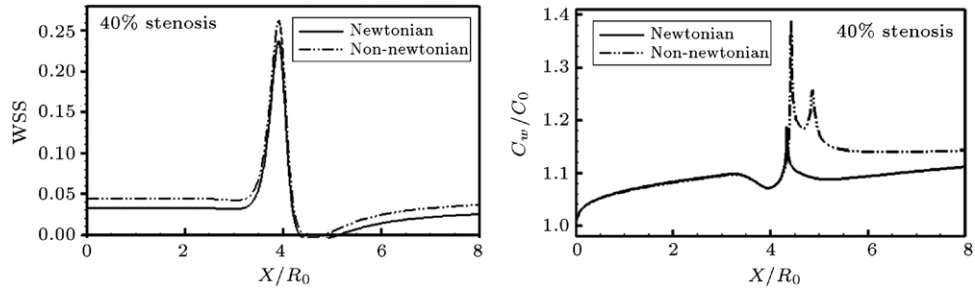 40% stenosis
Newtonian
Non-newtonian
WSS
0.25
0.20
0.15
0.10
0.05
0.00
0 2 4 6 8
X/R₀
40% stenosis
Newtonian
Non-newtonian
C_w/C₀
1.4
1.3
1.2
1.1
1.0
0 2 4 6 8
X/R₀